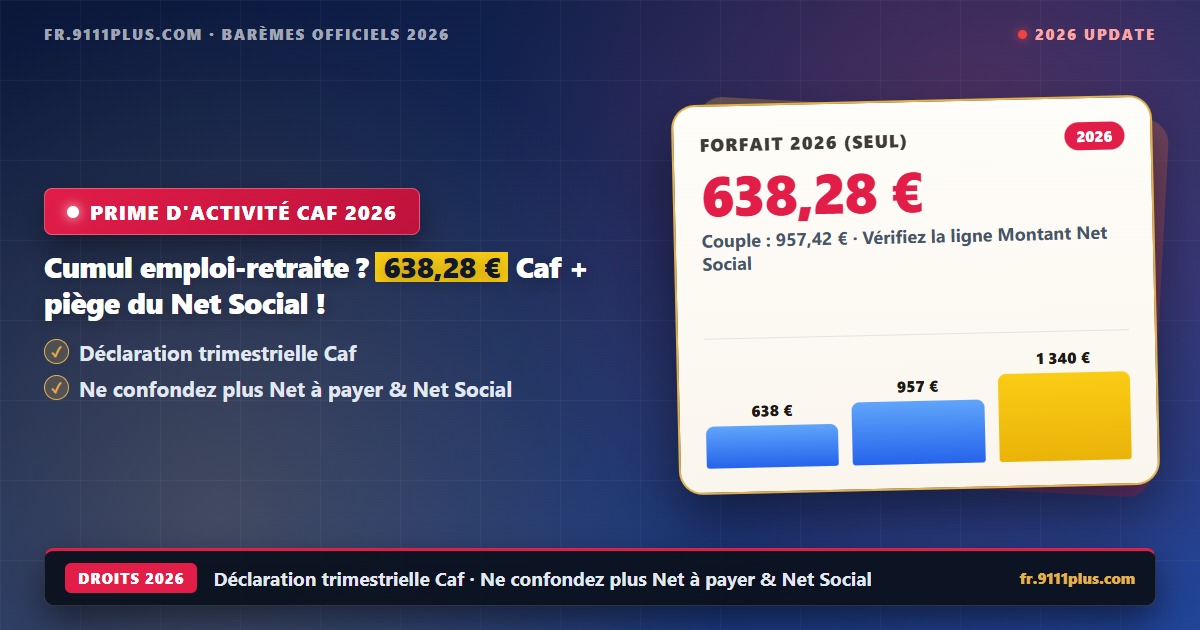 FR.9111PLUS.COM · BARÈMES OFFICIELS 2026
2026 UPDATE
PRIME D'ACTIVITÉ CAF 2026
Cumul emploi-retraite ? 638,28 € Caf +
piège du Net Social !
✓ Déclaration trimestrielle Caf
✓ Ne confondez plus Net à payer & Net Social
FORFAIT 2026 (SEUL)
2026
638,28 €
Couple : 957,42 € · Vérifiez la ligne Montant Net
Social
638 €
957 €
1 340 €
DROITS 2026
Déclaration trimestrielle Caf · Ne confondez plus Net à payer & Net Social
fr.9111plus.com